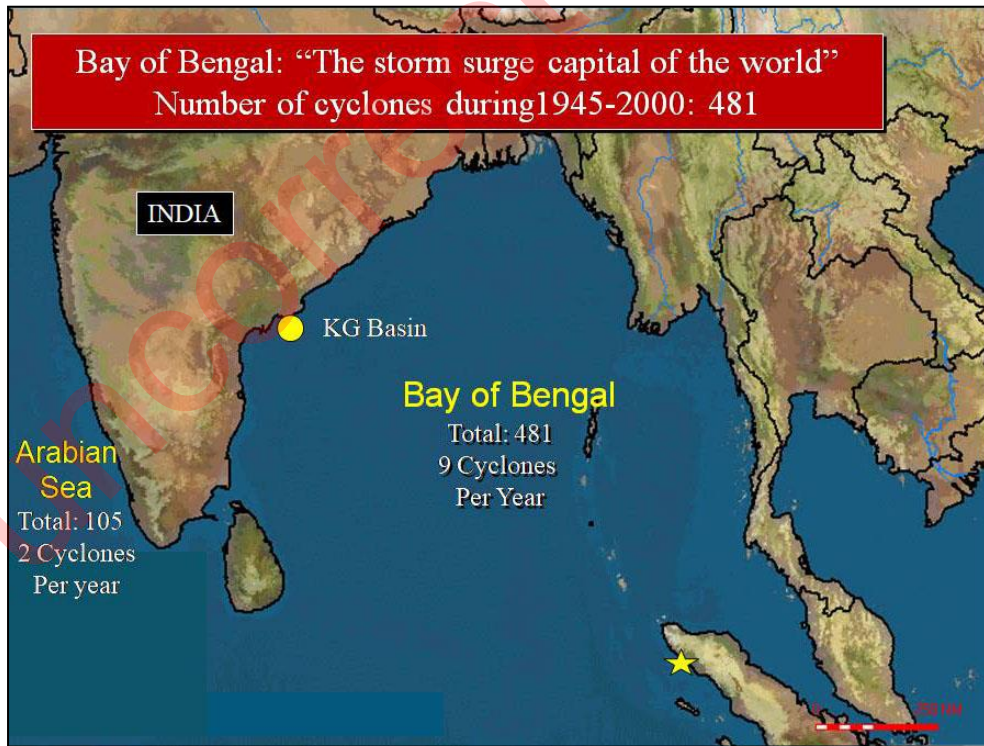 Bay of Bengal: “The storm surge capital of the world”
Number of cyclones during1945-2000: 481
INDIA
KG Basin
Bay of Bengal
Total: 481
9 Cyclones
Per Year
Arabian
Sea
Total: 105
2 Cyclones
Per year